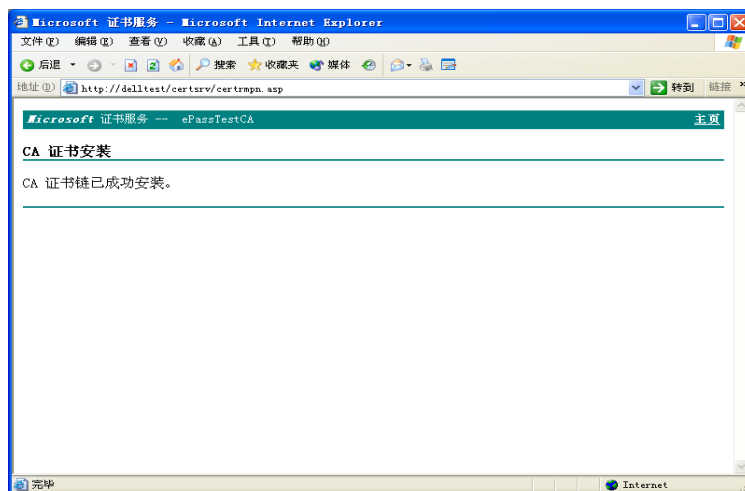 Microsoft 证书服务 - Microsoft Internet Explorer
文件(F) 编辑(E) 查看(V) 收藏(A) 工具(T) 帮助(H)
后退 搜索 收藏夹 媒体
地址(D) http://delltest/certsrv/certrmpn.asp 转到 链接 »
Microsoft 证书服务 -- ePassTestCA 主页
CA 证书安装
CA 证书链已成功安装。
完毕 Internet